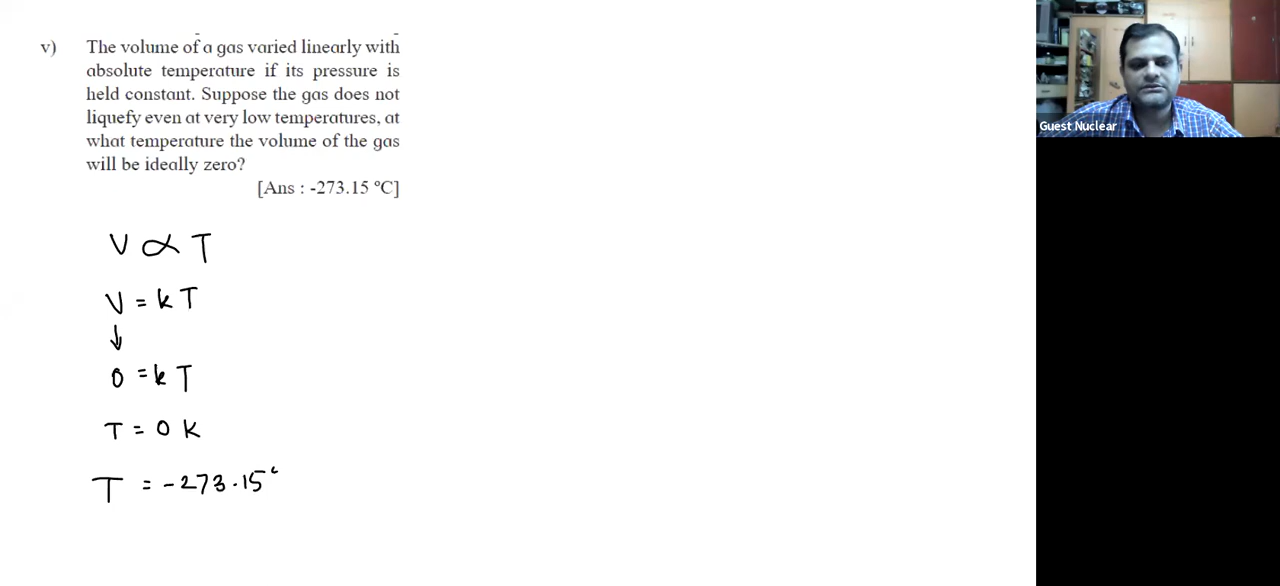 v) The volume of a gas varied linearly with
absolute temperature if its pressure is
held constant. Suppose the gas does not
liquefy even at very low temperatures, at
what temperature the volume of the gas
will be ideally zero?
[Ans : -273.15 ºC]
V ∝ T
V = k T
↓
0 = k T
T = 0 K
T = -273.15°
Guest Nuclear